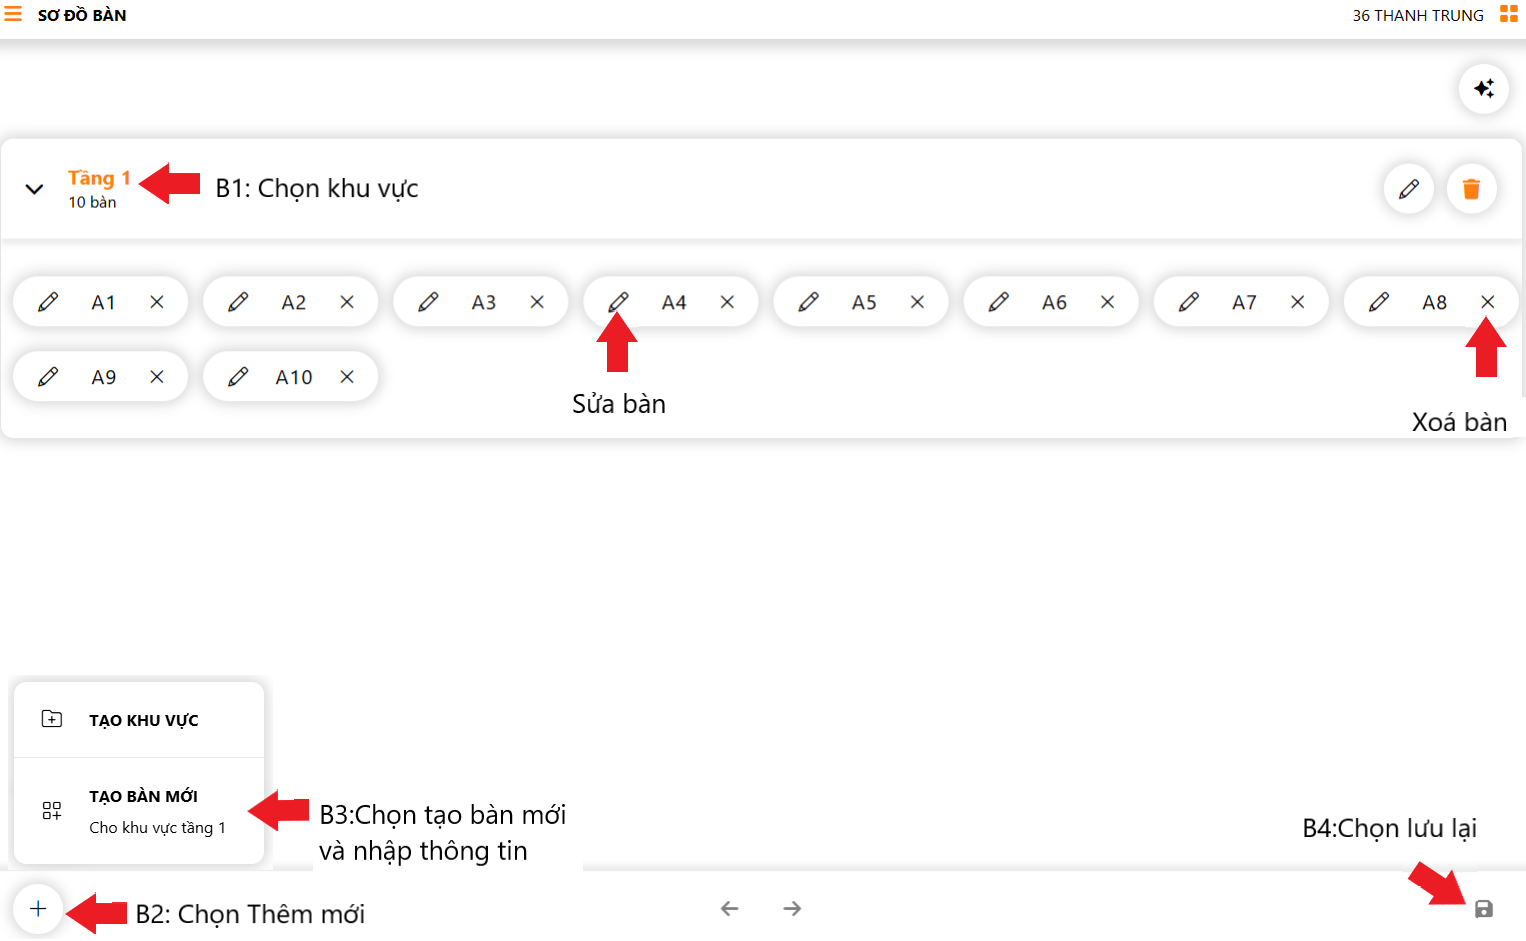 SƠ ĐỒ BÀN
36 THANH TRUNG
Tầng 1
10 bàn
B1: Chọn khu vực
A1
A2
A3
A4
A5
A6
A7
A8
A9
A10
Sửa bàn
Xoá bàn
TẠO KHU VỰC
TẠO BÀN MỚI
Cho khu vực tầng 1
B3:Chọn tạo bàn mới
và nhập thông tin
B4:Chọn lưu lại
B2: Chọn Thêm mới